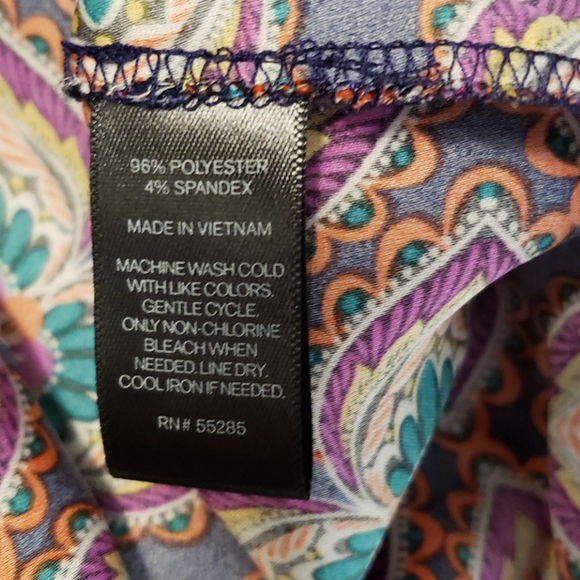 96% POLYESTER
4% SPANDEX
MADE IN VIETNAM
MACHINE WASH COLD
WITH LIKE COLORS.
GENTLE CYCLE,
ONLY NON-CHLORINE
BLEACH WHEN
NEEDED. LINE DRY.
COOL IRON IF NEEDED.
RN# 55285